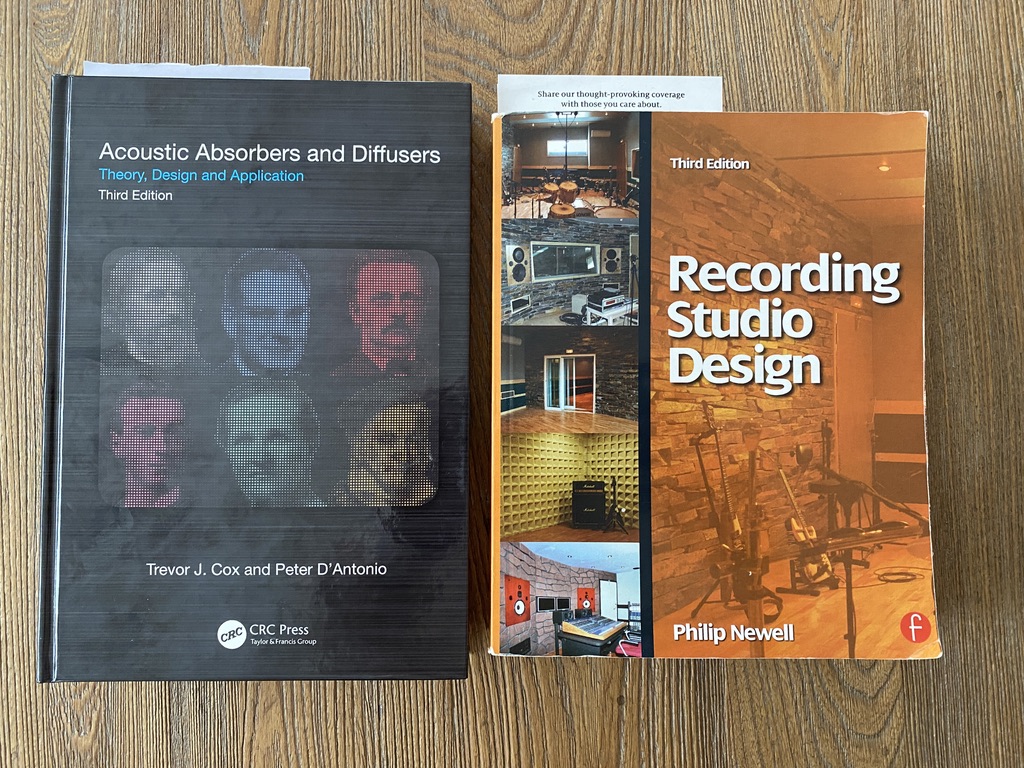 Acoustic Absorbers and Diffusers
Theory, Design and Application
Third Edition
Trevor J. Cox and Peter D'Antonio
CRC
CRC Press
Taylor & Francis Group
Share our thought-provoking coverage
with those you care about.
Third Edition
Recording
Studio
Design
Philip Newell
f